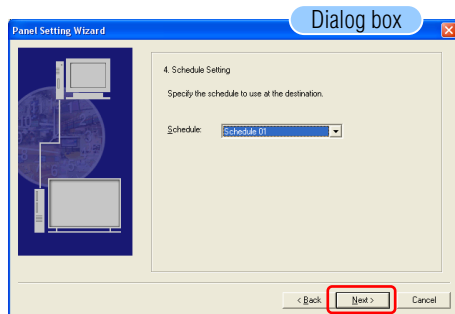 Dialog box
Panel Setting Wizard
4. Schedule Setting
Specify the schedule to use at the destination.
Schedule: Schedule 01
< Back Next > Cancel